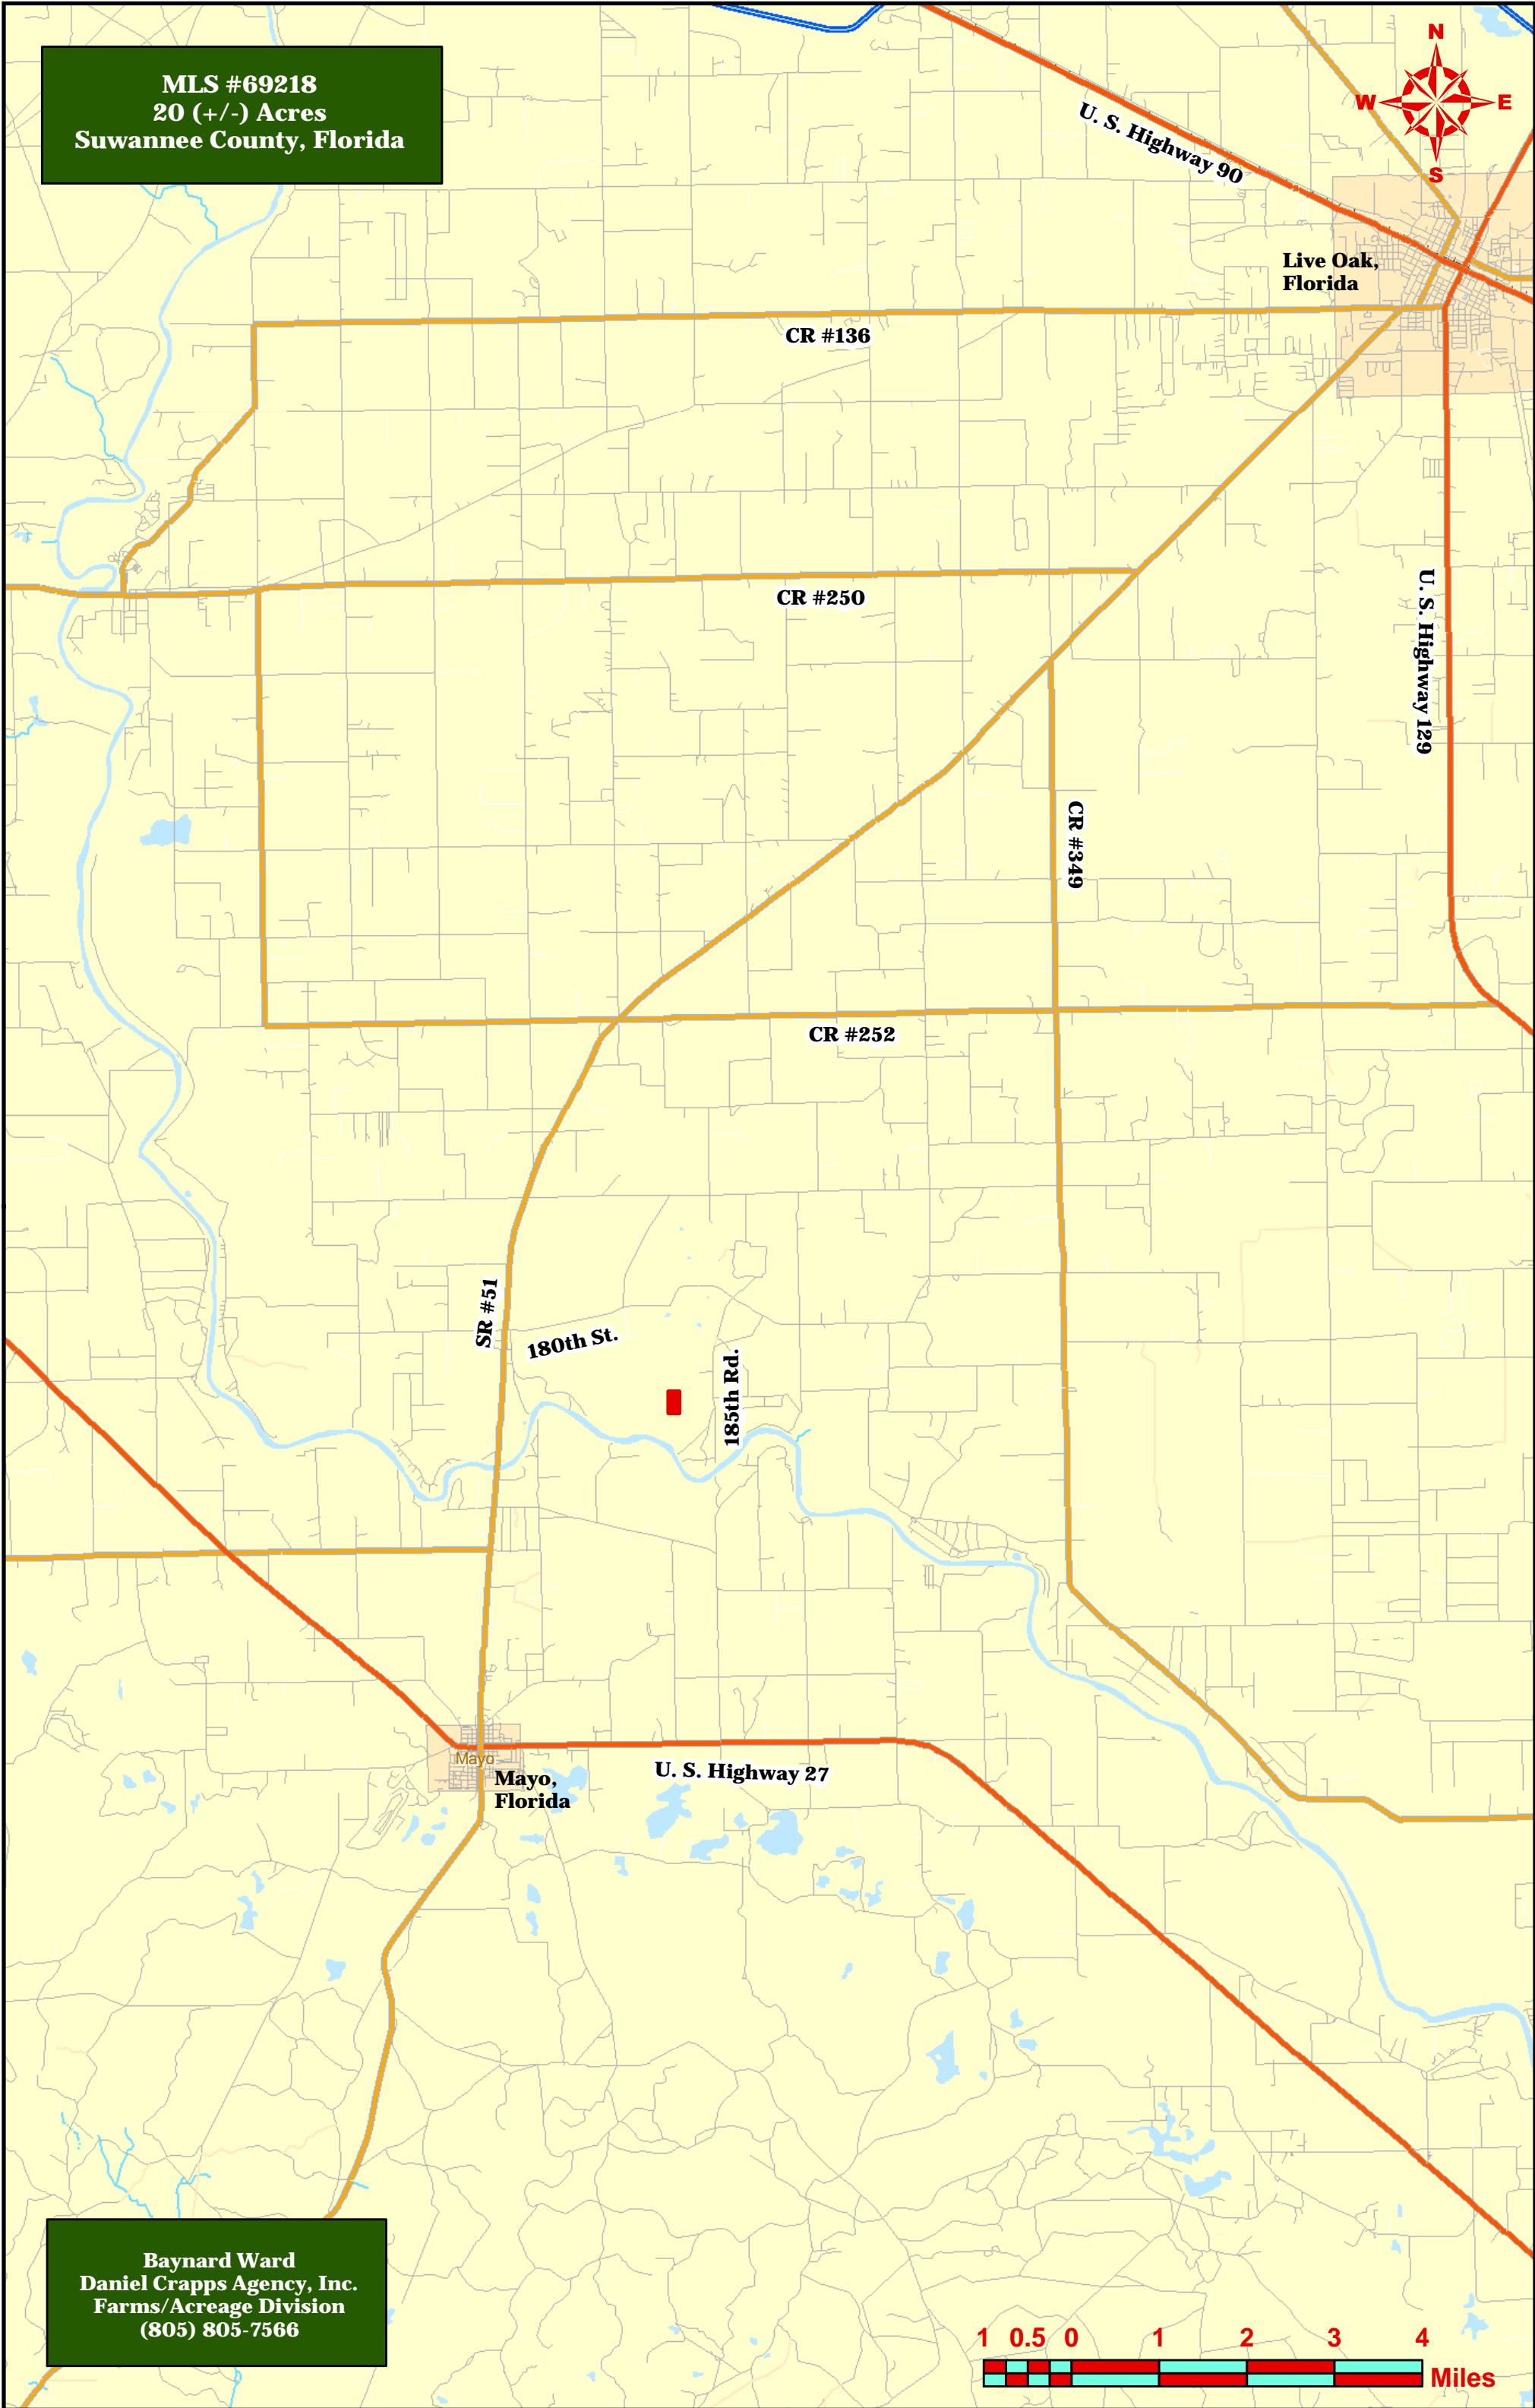 MLS #69218
20 (+/-) Acres
Suwannee County, Florida
N
W
E
S
U. S. Highway 90
Live Oak,
Florida
CR #136
CR #250
U. S. Highway 129
CR #349
CR #252
SR #51
180th St.
185th Rd.
Mayo
Mayo,
Florida
U. S. Highway 27
Baynard Ward
Daniel Crapps Agency, Inc.
Farms/Acreage Division
(805) 805-7566
1 0.5 0 1 2 3 4
Miles